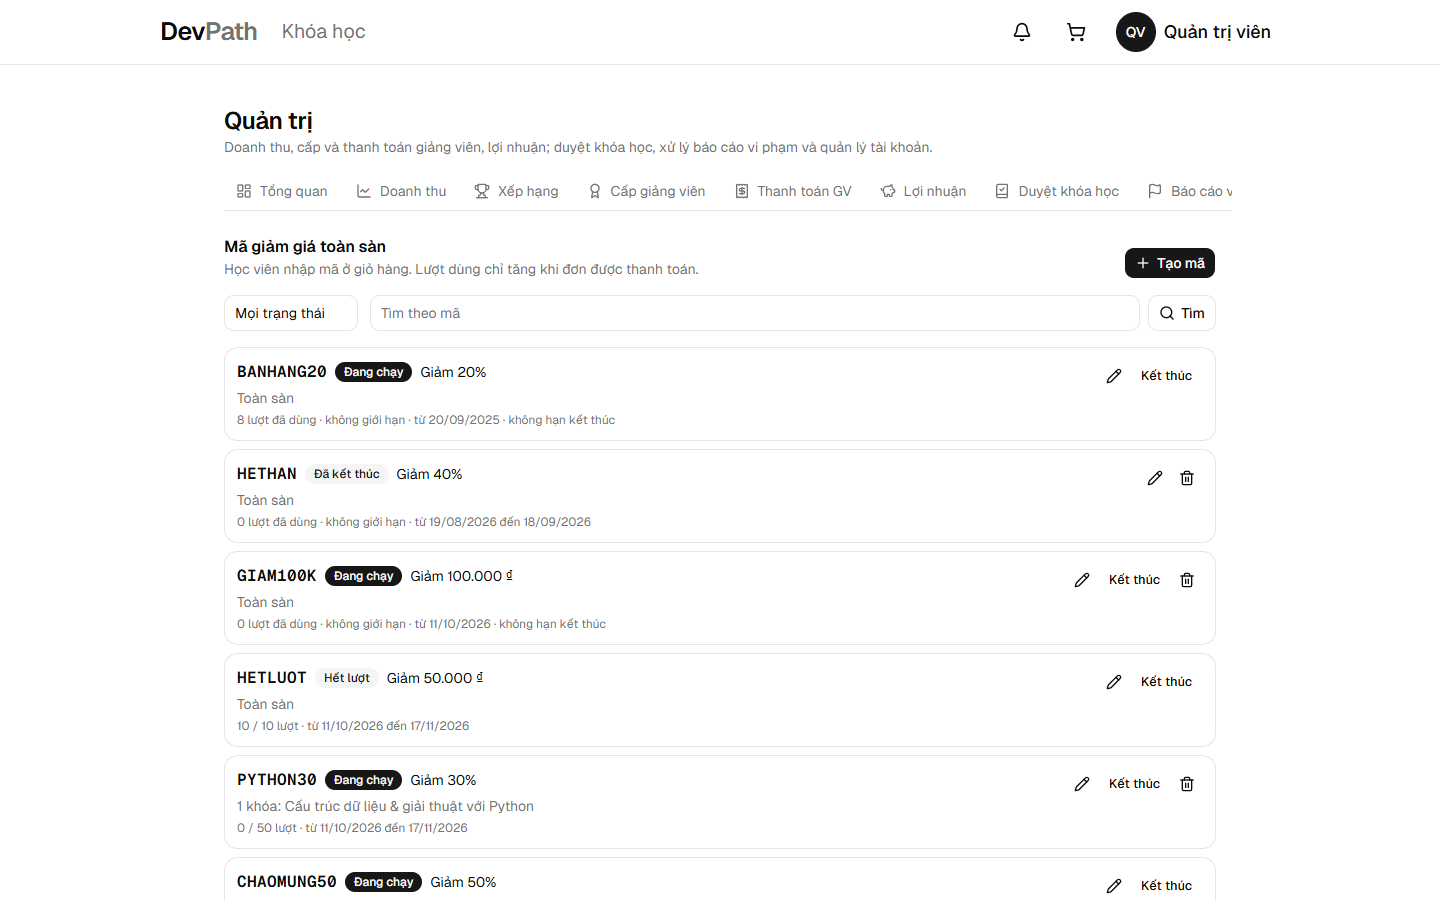 DevPath Khóa học QV Quản trị viên
Quản trị
Doanh thu, cấp và thanh toán giảng viên, lợi nhuận; duyệt khóa học, xử lý báo cáo vi phạm và quản lý tài khoản.
Tổng quan Doanh thu Xếp hạng Cấp giảng viên Thanh toán GV Lợi nhuận Duyệt khóa học Báo cáo v
Mã giảm giá toàn sàn
Học viên nhập mã ở giỏ hàng. Lượt dùng chỉ tăng khi đơn được thanh toán.
Tạo mã
Mọi trạng thái Tìm theo mã Tìm
BANHANG20 Đang chạy Giảm 20% Kết thúc
Toàn sàn
8 lượt đã dùng · không giới hạn · từ 20/09/2025 · không hạn kết thúc
HETHAN Đã kết thúc Giảm 40%
Toàn sàn
0 lượt đã dùng · không giới hạn · từ 19/08/2026 đến 18/09/2026
GIAM100K Đang chạy Giảm 100.000 ₫ Kết thúc
Toàn sàn
0 lượt đã dùng · không giới hạn · từ 11/10/2026 · không hạn kết thúc
HETLUOT Hết lượt Giảm 50.000 ₫ Kết thúc
Toàn sàn
10 / 10 lượt · từ 11/10/2026 đến 17/11/2026
PYTHON30 Đang chạy Giảm 30% Kết thúc
1 khóa: Cấu trúc dữ liệu & giải thuật với Python
0 / 50 lượt · từ 11/10/2026 đến 17/11/2026
CHAOMUNG50 Đang chạy Giảm 50% Kết thúc